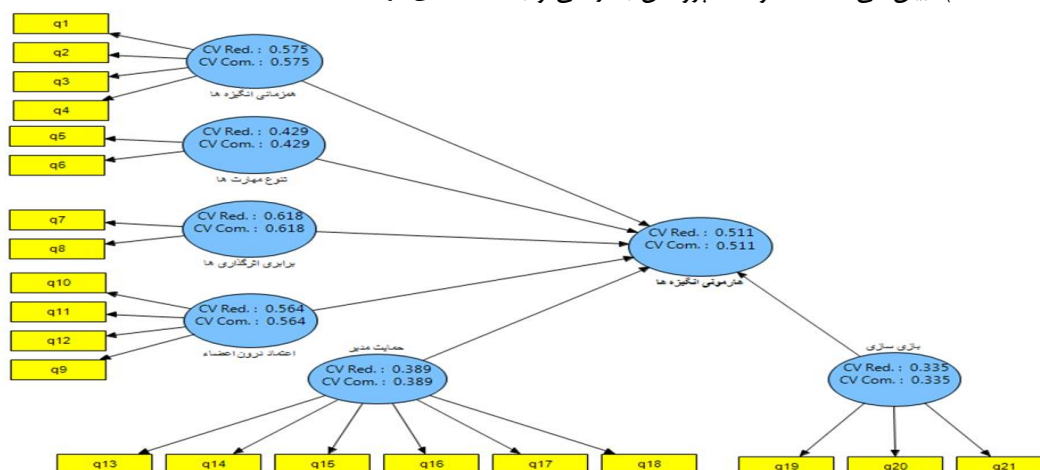 q1
q2
q3
q4
CV Red. : 0.575
CV Com. : 0.575
همزمانی انگیزه ها
q5
q6
CV Red. : 0.429
CV Com. : 0.429
تنوع مهارت ها
q7
q8
CV Red. : 0.618
CV Com. : 0.618
برابری اثرگذاری ها
CV Red. : 0.511
CV Com. : 0.511
هارمونی انگیزه ها
q10
q11
q12
q9
CV Red. : 0.564
CV Com. : 0.564
اعتماد درون اعضاء
حمایت مدیر
CV Red. : 0.389
CV Com. : 0.389
بازی سازی
CV Red. : 0.335
CV Com. : 0.335
q13
q14
q15
q16
q17
q18
q19
q20
q21